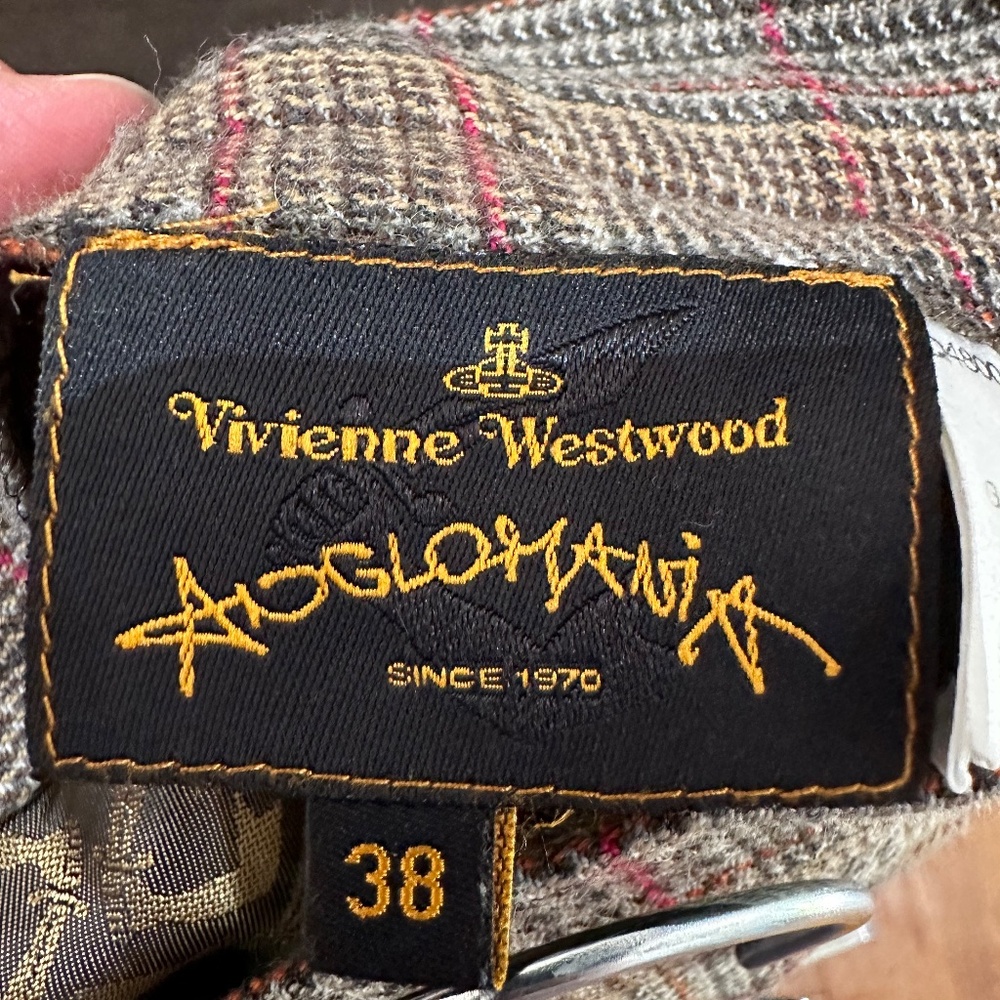 Vivienne Westwood
ANGLOMANIA
SINCE 1970
38